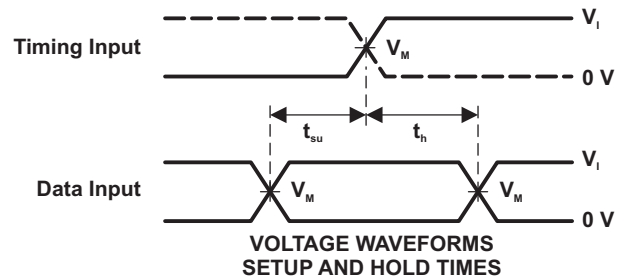 Timing Input
V_I
V_M
0 V
t_su
t_h
Data Input
V_I
V_M
V_M
0 V
VOLTAGE WAVEFORMS
SETUP AND HOLD TIMES